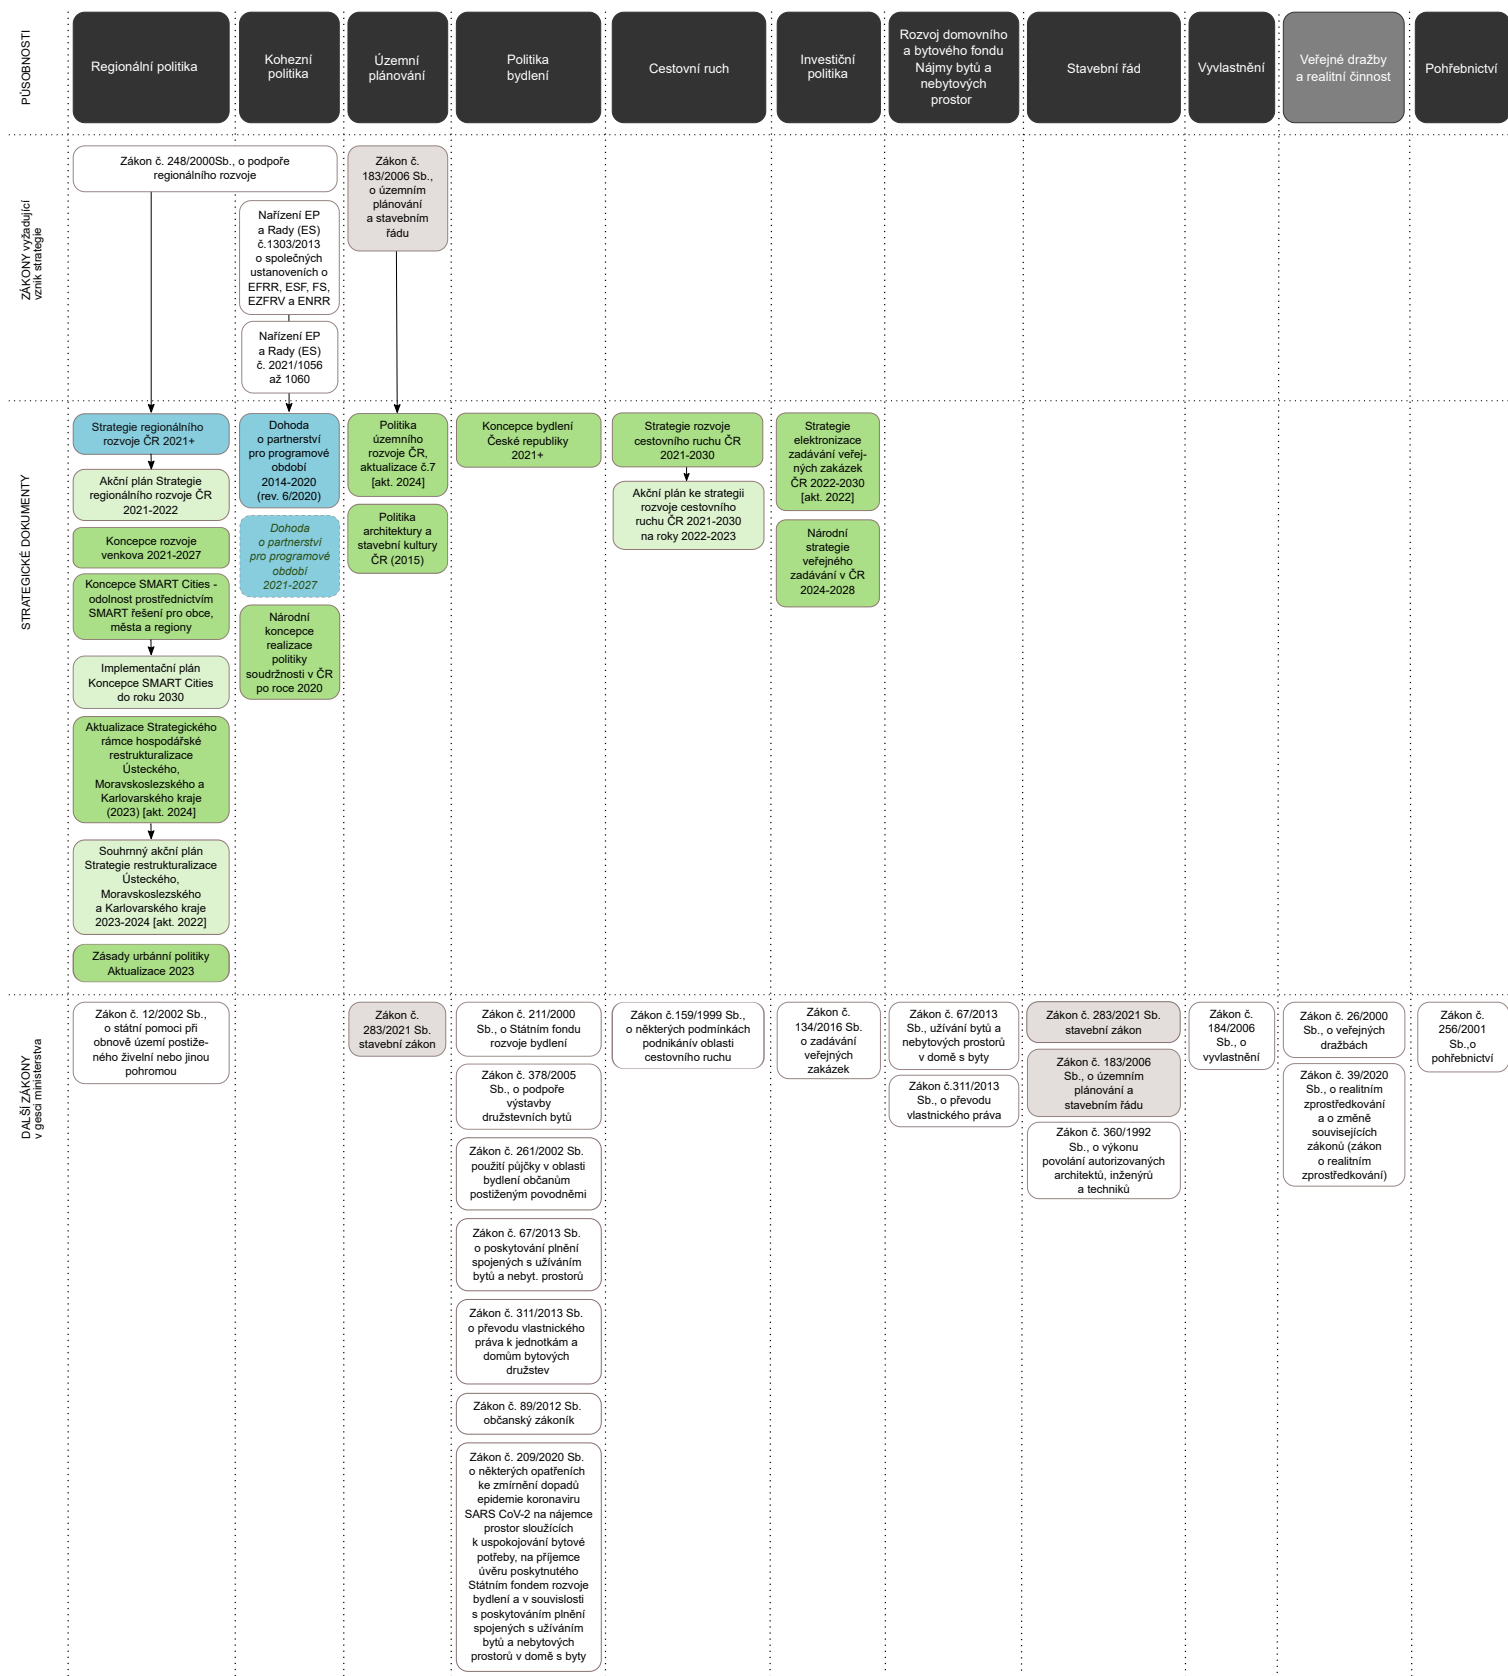 PŮSOBNOSTI
Regionální politika
Kohezní
politika
Územní
plánování
Politika
bydlení
Cestovní ruch
Investiční
politika
Rozvoj domovního
a bytového fondu
Nájmy bytů a
nebytových
prostor
Stavební řád
Vyvlastnění
Veřejné dražby
a realitní činnost
Pohřebnictví
ZÁKONY vyžadující
vznik strategie
Zákon č. 248/2000Sb., o podpoře
regionálního rozvoje
Nařízení EP
a Rady (ES)
č.1303/2013
o společných
ustanoveních o
EFRR, ESF, FS,
EZFRV a ENRR
Nařízení EP
a Rady (ES)
č. 2021/1056
až 1060
Zákon č.
183/2006 Sb.,
o územním
plánování
a stavebním
řádu
STRATEGICKÉ DOKUMENTY
Strategie regionálního
rozvoje ČR 2021+
Akční plán Strategie
regionálního rozvoje ČR
2021-2022
Koncepce rozvoje
venkova 2021-2027
Koncepce SMART Cities -
odolnost prostřednictvím
SMART řešení pro obce,
města a regiony
Implementační plán
Koncepce SMART Cities
do roku 2030
Aktualizace Strategického
rámce hospodářské
restrukturalizace
Ústeckého,
Moravskoslezského a
Karlovarského kraje
(2023) [akt. 2024]
Souhrnný akční plán
Strategie restrukturalizace
Ústeckého,
Moravskoslezského
a Karlovarského kraje
2023-2024 [akt. 2022]
Zásady urbánní politiky
Aktualizace 2023
Dohoda
o partnerství
pro programové
období
2014-2020
(rev. 6/2020)
Dohoda
o partnerství
pro programové
období
2021-2027
Národní
koncepce
realizace
politiky
soudržnosti v ČR
po roce 2020
Politika
územního
rozvoje ČR,
aktualizace č.7
[akt. 2024]
Politika
architektury a
stavební kultury
ČR (2015)
Koncepce bydlení
České republiky
2021+
Strategie rozvoje
cestovního ruchu ČR
2021-2030
Akční plán ke strategii
rozvoje cestovního
ruchu ČR 2021-2030
na roky 2022-2023
Strategie
elektronizace
zadávání veřej-
ných zakázek
ČR 2022-2030
[akt. 2022]
Národní
strategie
veřejného
zadávání v ČR
2024-2028
DALŠÍ ZÁKONY
v gesci ministerstva
Zákon č. 12/2002 Sb.,
o státní pomoci při
obnově území postiže-
ného živelní nebo jinou
pohromou
Zákon č.
283/2021 Sb.
stavební zákon
Zákon č. 211/2000
Sb., o Státním fondu
rozvoje bydlení
Zákon č. 378/2005
Sb., o podpoře
výstavby
družstevních bytů
Zákon č. 261/2002 Sb.
použití půjčky v oblasti
bydlení občanům
postiženým povodněmi
Zákon č. 67/2013 Sb.
o poskytování plnění
spojených s užíváním
bytů a nebyt. prostorů
Zákon č. 311/2013 Sb.
o převodu vlastnického
práva k jednotkám a
domům bytových
družstev
Zákon č. 89/2012 Sb.
občanský zákoník
Zákon č. 209/2020 Sb.
o některých opatřeních
ke zmírnění dopadů
epidemie koronaviru
SARS CoV-2 na nájemce
prostor sloužících
k uspokojování bytové
potřeby, na příjemce
úvěru poskytnutého
Státním fondem rozvoje
bydlení a v souvislosti
s poskytováním plnění
spojených s užíváním
bytů a nebytových
prostorů v domě s byty
Zákon č.159/1999 Sb.,
o některých podmínkách
podnikánív oblasti
cestovního ruchu
Zákon č.
134/2016 Sb.
o zadávání
veřejných
zakázek
Zákon č. 67/2013
Sb., užívání bytů a
nebytových prostorů
v domě s byty
Zákon č.311/2013
Sb., o převodu
vlastnického práva
Zákon č. 283/2021 Sb.
stavební zákon
Zákon č. 183/2006
Sb., o územním
plánování a
stavebním řádu
Zákon č. 360/1992
Sb., o výkonu
povolání autorizovaných
architektů, inženýrů
a techniků
Zákon č.
184/2006
Sb., o
vyvlastnění
Zákon č. 26/2000
Sb., o veřejných
dražbách
Zákon č. 39/2020
Sb., o realitním
zprostředkování
a o změně
souvisejících
zákonů (zákon
o realitním
zprostředkování)
Zákon č.
256/2001
Sb.,o
pohřebnictví